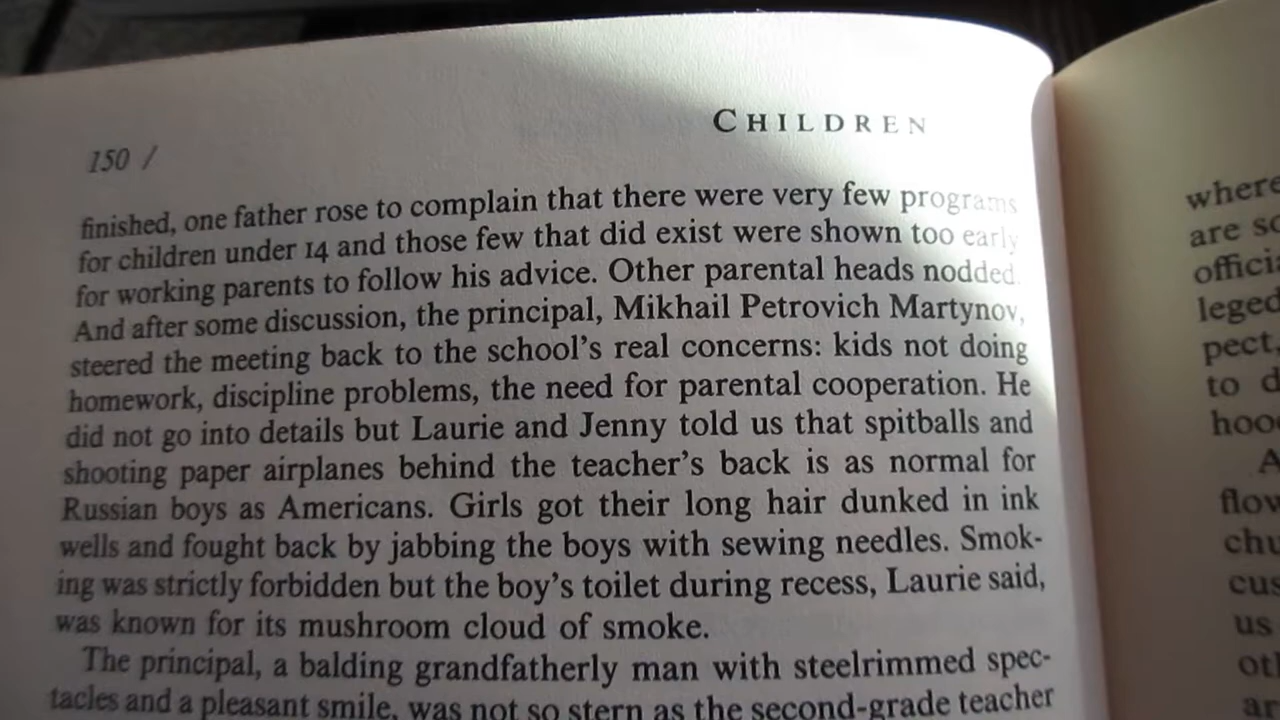 CHILDREN
150 /
finished, one father rose to complain that there were very few programs
for children under 14 and those few that did exist were shown too early
for working parents to follow his advice. Other parental heads nodded.
And after some discussion, the principal, Mikhail Petrovich Martynov,
steered the meeting back to the school's real concerns: kids not doing
homework, discipline problems, the need for parental cooperation. He
did not go into details but Laurie and Jenny told us that spitballs and
shooting paper airplanes behind the teacher's back is as normal for
Russian boys as Americans. Girls got their long hair dunked in ink
wells and fought back by jabbing the boys with sewing needles. Smok-
ing was strictly forbidden but the boy's toilet during recess, Laurie said,
was known for its mushroom cloud of smoke.
The principal, a balding grandfatherly man with steelrimmed spec-
tacles and a pleasant smile, was not so stern as the second-grade teacher
where
are
to
us